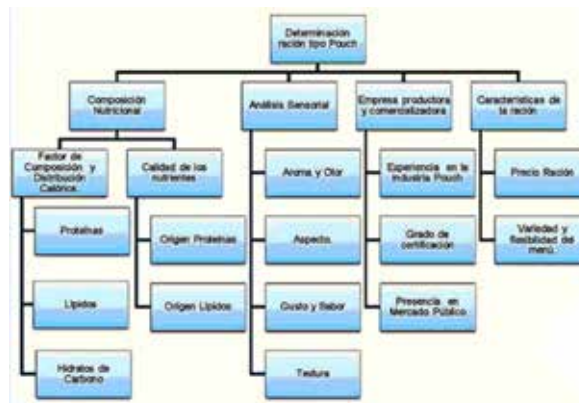 Determinación
ración tipo Pouch
Composición
Nutricional
Análisis Sensorial
Empresa productora
y comercializadora
Características de
la ración
Factor de
Composición y
Distribución
Calórica.
Calidad de los
nutrientes
Aroma y Olor
Experiencia en la
industria Pouch
Precio Ración
Proteínas
Origen Proteínas
Aspecto.
Grado de
certificación
Variedad y
flexibilidad del
menú.
Lípidos
Origen Lípidos
Gusto y Sabor
Presencia en
Mercado Público
Hidratos de
Carbono
Textura